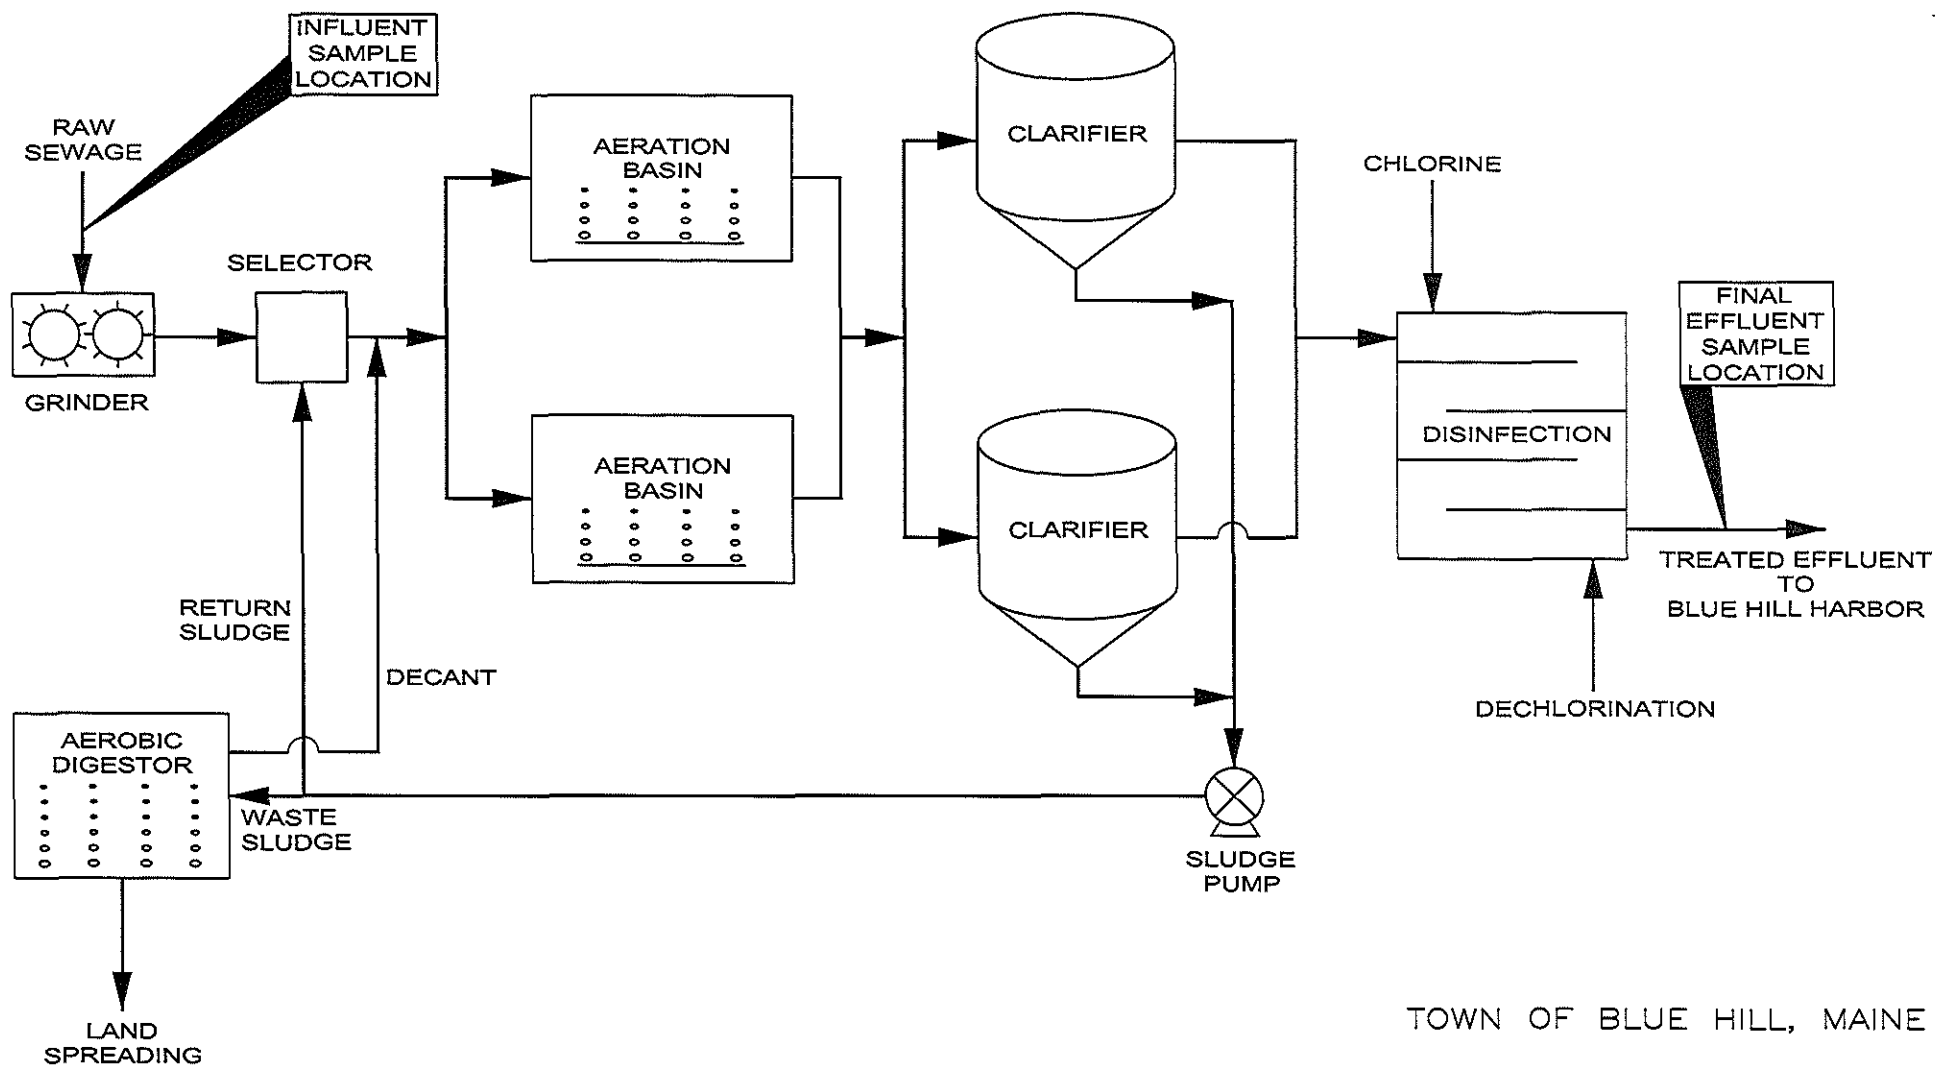 INFLUENT
SAMPLE
LOCATION
RAW
SEWAGE
GRINDER
SELECTOR
AERATION
BASIN
AERATION
BASIN
CLARIFIER
CLARIFIER
CHLORINE
DISINFECTION
FINAL
EFFLUENT
SAMPLE
LOCATION
TREATED EFFLUENT
TO
BLUE HILL HARBOR
DECHLORINATION
RETURN
SLUDGE
DECANT
AEROBIC
DIGESTOR
WASTE
SLUDGE
SLUDGE
PUMP
LAND
SPREADING
TOWN OF BLUE HILL, MAINE